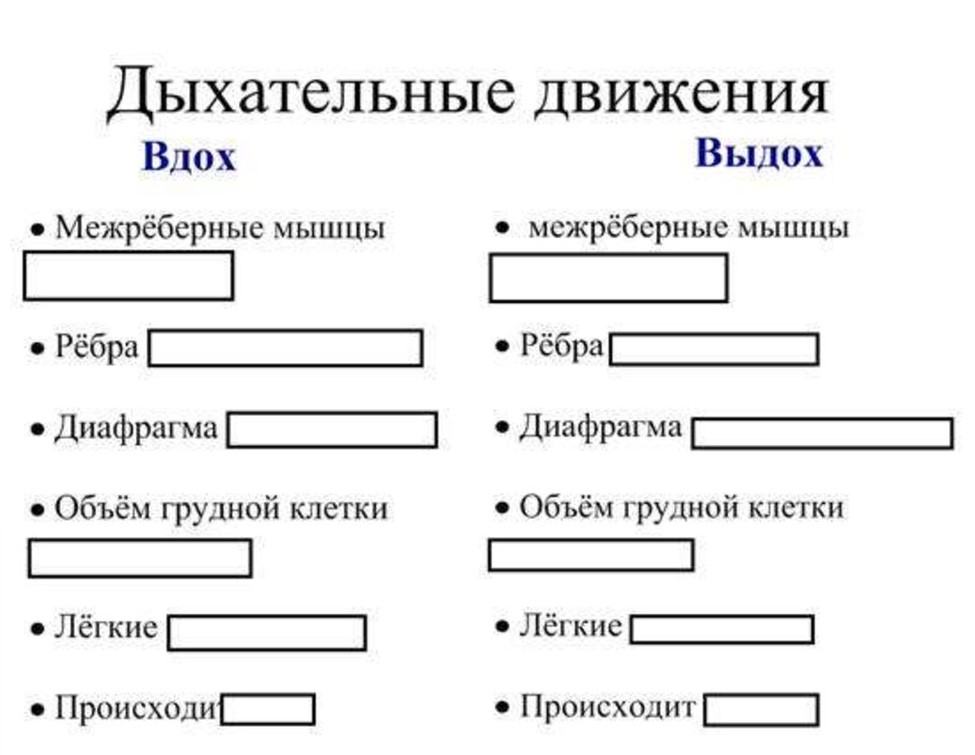 Дыхательные движения
Вдох
• Межрёберные мышцы
• Рёбра
• Диафрагма
• Объём грудной клетки
• Лёгкие
• Происходит
Выдох
• межрёберные мышцы
• Рёбра
• Диафрагма
• Объём грудной клетки
• Лёгкие
• Происходит